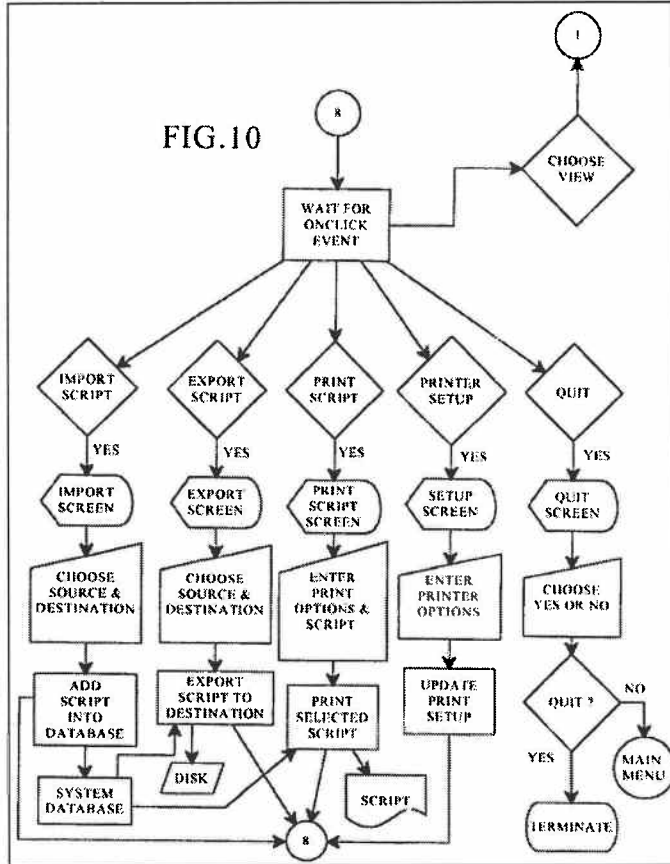 1
8
FIG.10
CHOOSE
VIEW
WAIT FOR
ONCLICK
EVENT
IMPORT
SCRIPT
EXPORT
SCRIPT
PRINT
SCRIPT
PRINTER
SETUP
QUIT
YES
YES
YES
YES
YES
IMPORT
SCREEN
EXPORT
SCREEN
PRINT
SCRIPT
SCREEN
SETUP
SCREEN
QUIT
SCREEN
CHOOSE
SOURCE &
DESTINATION
CHOOSE
SOURCE &
DESTINATION
ENTER
PRINT
OPTIONS &
SCRIPT
ENTER
PRINTER
OPTIONS
CHOOSE
YES OR NO
ADD
SCRIPT
INTO
DATABASE
EXPORT
SCRIPT TO
DESTINATION
PRINT
SELECTED
SCRIPT
UPDATE
PRINT
SETUP
QUIT ?
NO
YES
MAIN
MENU
SYSTEM
DATABASE
DISK
SCRIPT
8
TERMINATE